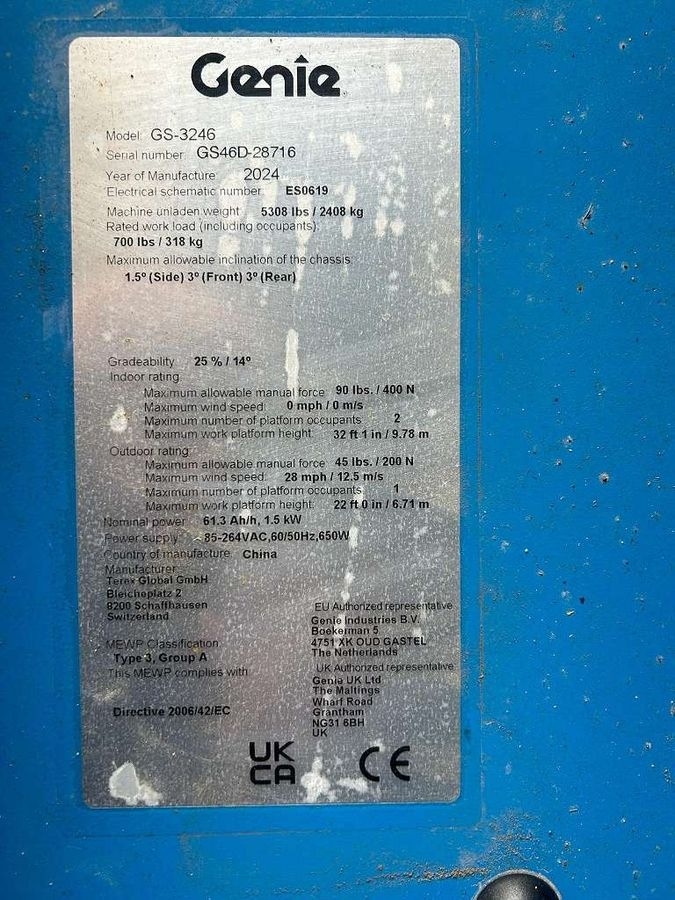 Genie
Model: GS-3246
Serial number: GS46D-28716
Year of Manufacture: 2024
Electrical schematic number: ES0619
Machine unladen weight: 5308 lbs / 2408 kg
Rated work load (including occupants):
700 lbs / 318 kg
Maximum allowable inclination of the chassis:
1.5º (Side) 3º (Front) 3º (Rear)
Gradeability: 25 % / 14º
Indoor rating:
Maximum allowable manual force: 90 lbs. / 400 N
Maximum wind speed: 0 mph / 0 m/s
Maximum number of platform occupants: 2
Maximum work platform height: 32 ft 1 in / 9.78 m
Outdoor rating:
Maximum allowable manual force: 45 lbs. / 200 N
Maximum wind speed: 28 mph / 12.5 m/s
Maximum number of platform occupants: 1
Maximum work platform height: 22 ft 0 in / 6.71 m
Nominal power: 61.3 Ah/h, 1.5 kW
Power supply: 85-264VAC,60/50Hz,650W
Country of manufacture: China
Manufacturer:
Terex Global GmbH
Bleicheplatz 2
8200 Schaffhausen
Switzerland
MEWP Classification:
Type 3, Group A
This MEWP complies with:
Directive 2006/42/EC
EU Authorized representative:
Genie Industries B.V.
Boekerman 5
4751 XK OUD GASTEL
The Netherlands
UK Authorized representative:
Genie UK Ltd
The Maltings
Wharf Road
Grantham
NG31 6BH
UK
UK
CA
CE